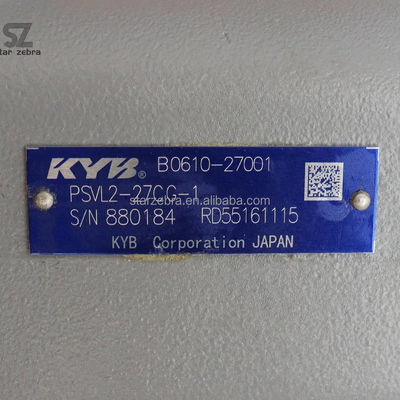 SZ
star zebra
KYB® B0610-27001
PSVL2-27CG-1
starzebra.en.alibaba.com
S/N 880184 RD55161115
KYB Corporation JAPAN